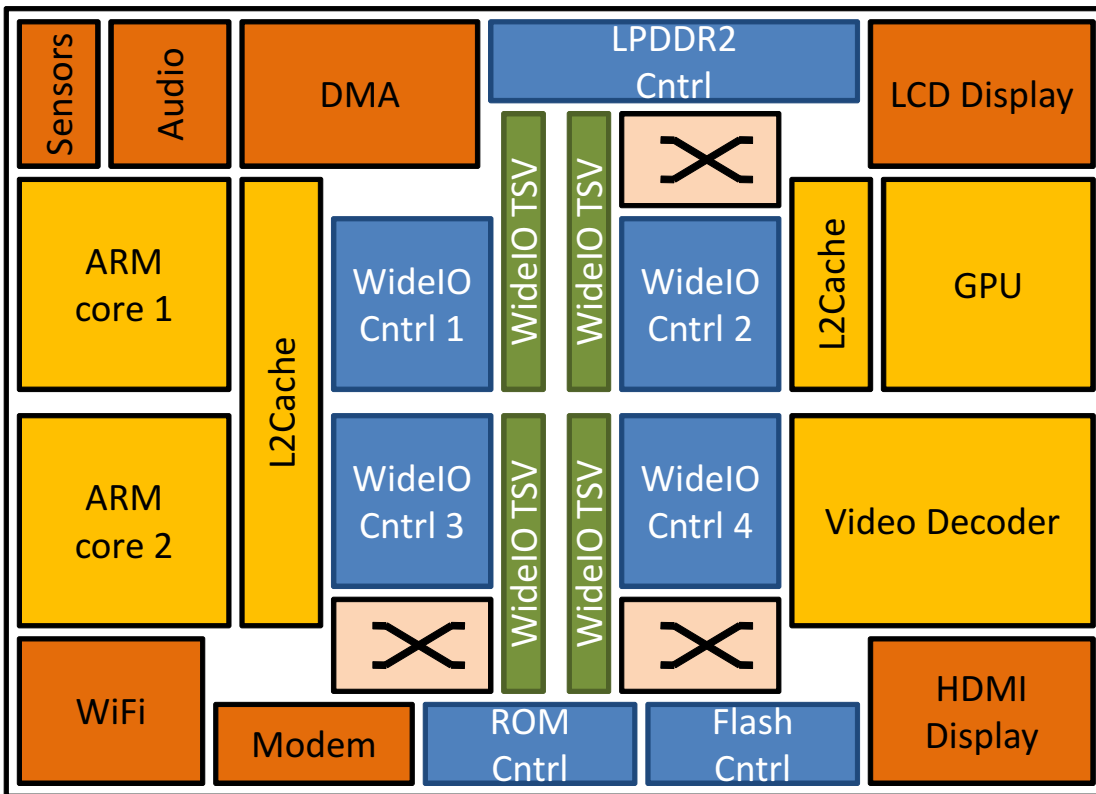 Sensors
Audio
DMA
LPDDR2
Cntrl
LCD Display
ARM
core 1
L2Cache
WideIO
Cntrl 1
WideIO TSV
WideIO TSV
WideIO
Cntrl 2
L2Cache
GPU
ARM
core 2
WideIO
Cntrl 3
WideIO TSV
WideIO TSV
WideIO
Cntrl 4
Video Decoder
WiFi
Modem
ROM
Cntrl
Flash
Cntrl
HDMI
Display